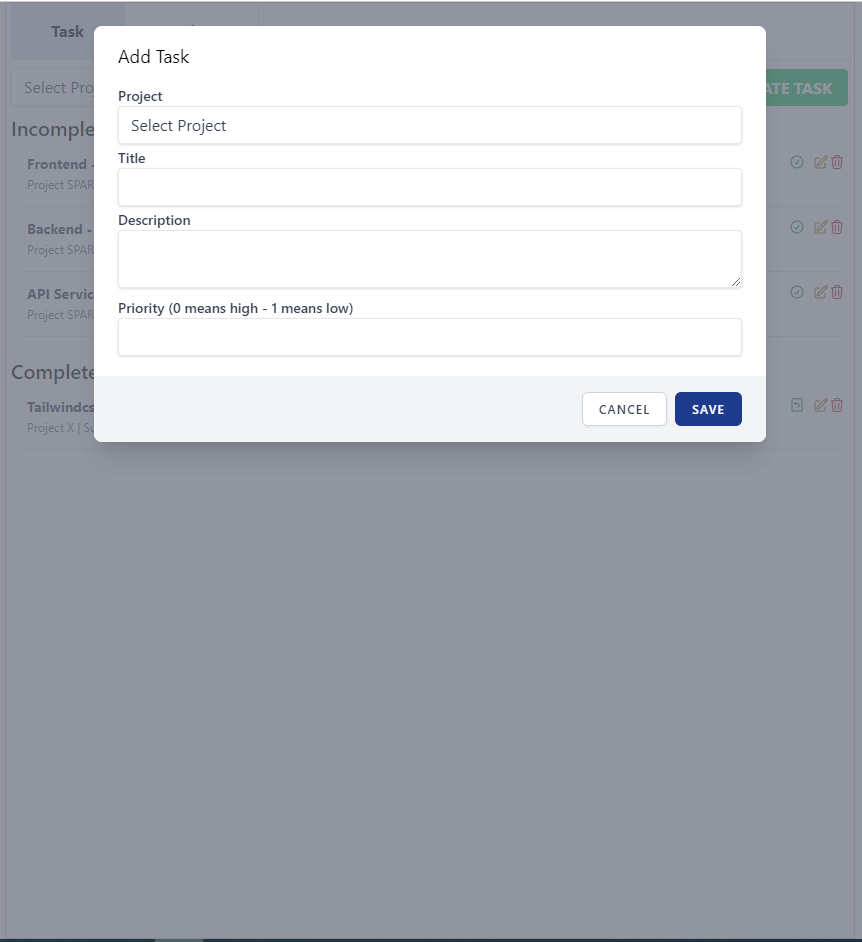 Task
Add Task
Select Pro
ATE TASK
Project
Select Project
Incomple
Title
Frontend -
Project SPAR
Description
Backend -
Project SPAR
API Servic
Project SPAR
Priority (0 means high - 1 means low)
Complete
CANCEL
SAVE
Tailwindcs
Project X | Su